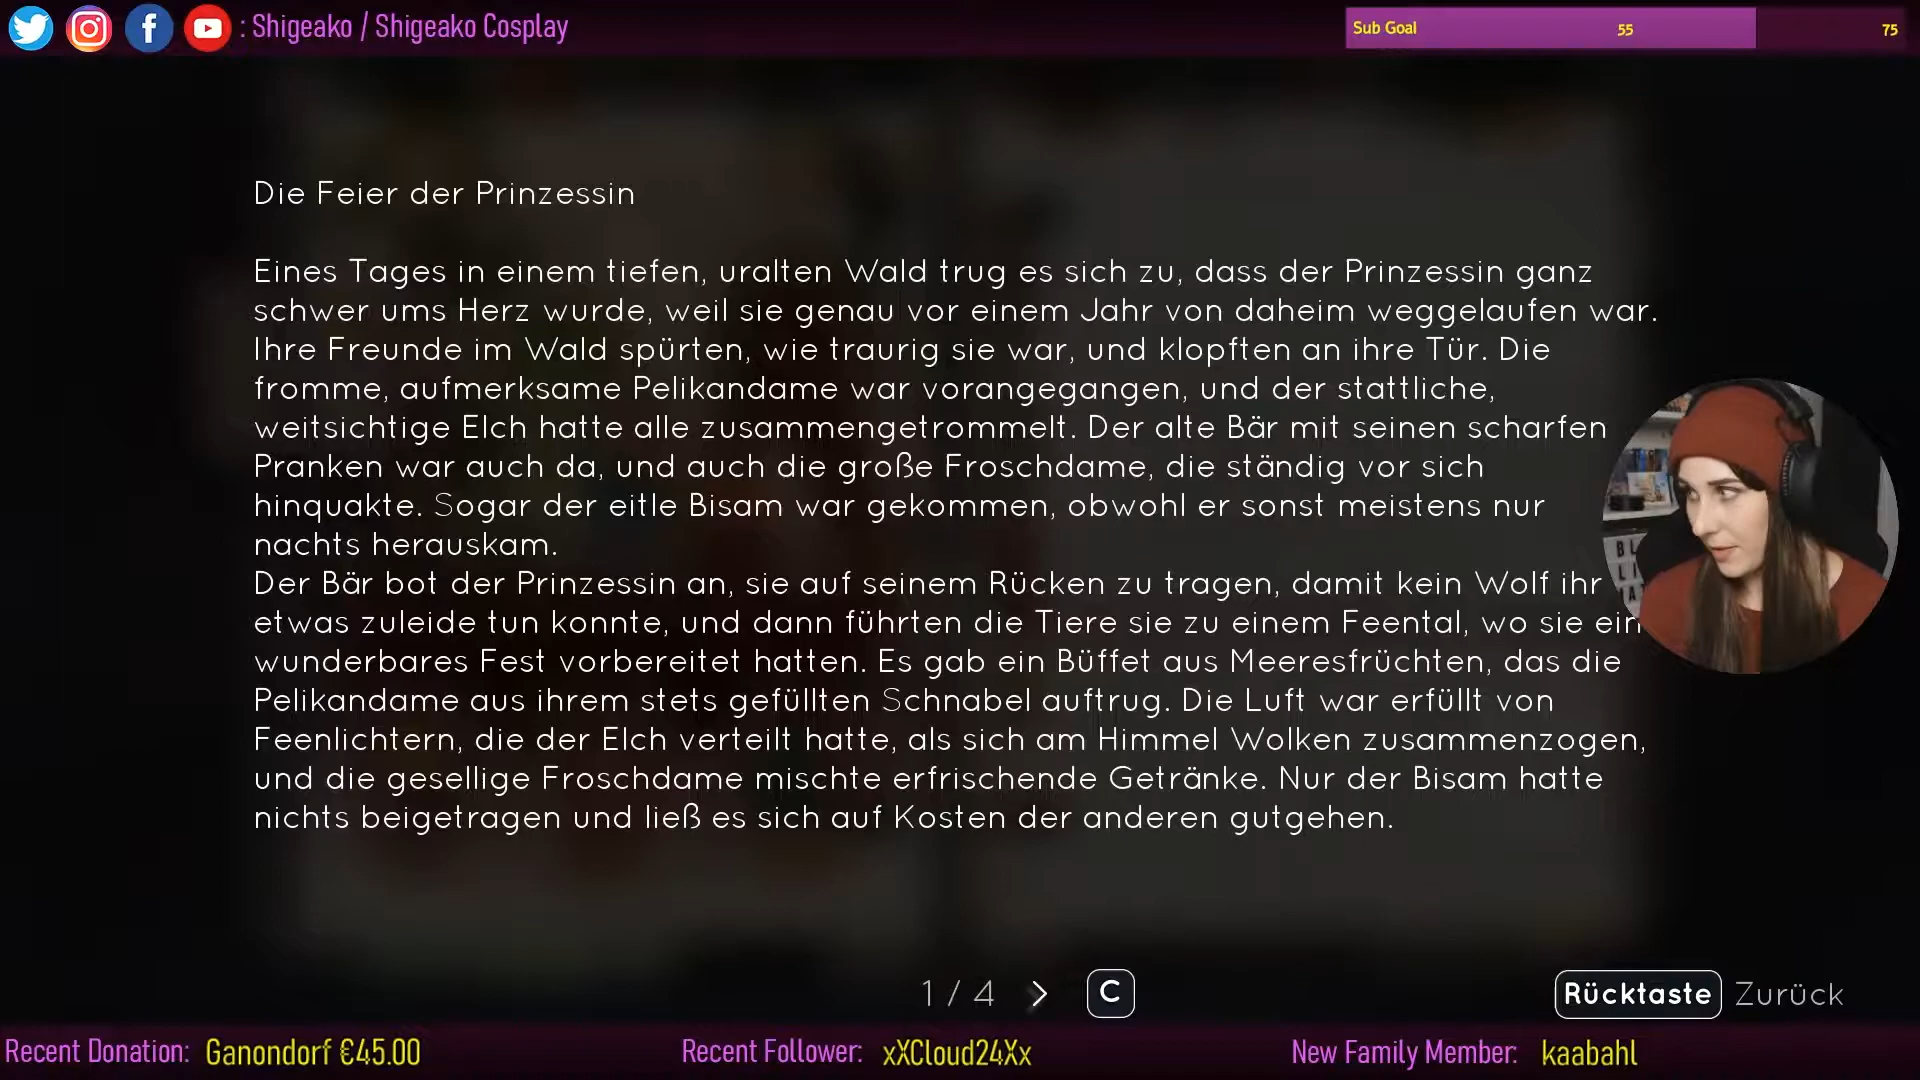 : Shigeako / Shigeako Cosplay
Sub Goal 55 75
Die Feier der Prinzessin
Eines Tages in einem tiefen, uralten Wald trug es sich zu, dass der Prinzessin ganz
schwer ums Herz wurde, weil sie genau vor einem Jahr von daheim weggelaufen war.
Ihre Freunde im Wald spürten, wie traurig sie war, und klopften an ihre Tür. Die
fromme, aufmerksame Pelikandame war vorangegangen, und der stattliche,
weitsichtige Elch hatte alle zusammengetrommelt. Der alte Bär mit seinen scharfen
Pranken war auch da, und auch die große Froschdame, die ständig vor sich
hinquakte. Sogar der eitle Bisam war gekommen, obwohl er sonst meistens nur
nachts herauskam.
Der Bär bot der Prinzessin an, sie auf seinem Rücken zu tragen, damit kein Wolf ihr
etwas zuleide tun konnte, und dann führten die Tiere sie zu einem Feental, wo sie ein
wunderbares Fest vorbereitet hatten. Es gab ein Büffet aus Meeresfrüchten, das die
Pelikandame aus ihrem stets gefüllten Schnabel auftrug. Die Luft war erfüllt von
Feenlichtern, die der Elch verteilt hatte, als sich am Himmel Wolken zusammenzogen,
und die gesellige Froschdame mischte erfrischende Getränke. Nur der Bisam hatte
nichts beigetragen und ließ es sich auf Kosten der anderen gutgehen.
1 / 4 > C
Rücktaste Zurück
Recent Donation: Ganondorf €45.00
Recent Follower: xXCloud24Xx
New Family Member: kaabahl